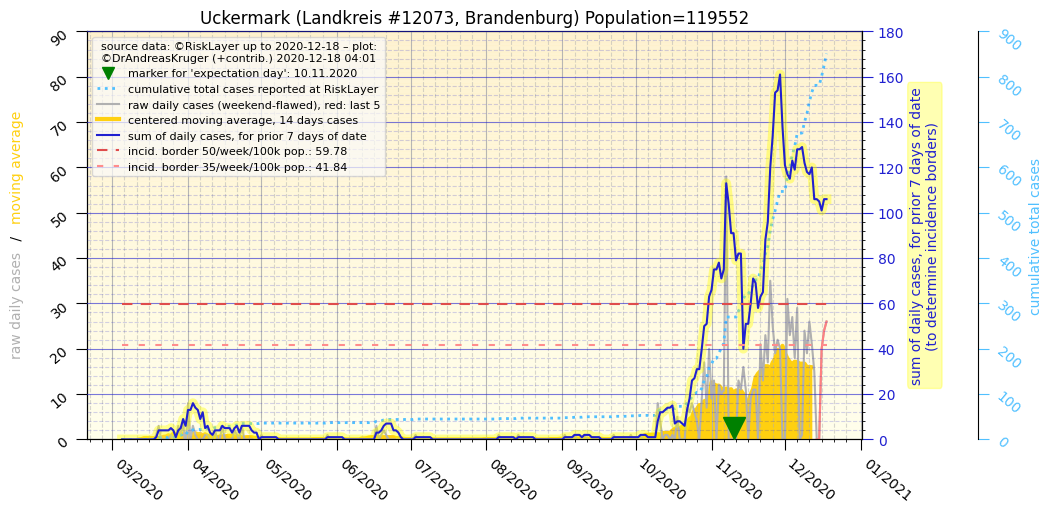 Uckermark (Landkreis #12073, Brandenburg) Population=119552
source data: ©RiskLayer up to 2020-12-18 – plot:
©DrAndreasKruger (+contrib.) 2020-12-18 04:01
marker for 'expectation day': 10.11.2020
cumulative total cases reported at RiskLayer
raw daily cases (weekend-flawed), red: last 5
centered moving average, 14 days cases
sum of daily cases, for prior 7 days of date
incid. border 50/week/100k pop.: 59.78
incid. border 35/week/100k pop.: 41.84
raw daily cases / moving average
90
80
70
60
50
40
30
20
10
0
03/2020
04/2020
05/2020
06/2020
07/2020
08/2020
09/2020
10/2020
11/2020
12/2020
01/2021
180
160
140
120
100
80
60
40
20
0
sum of daily cases, for prior 7 days of date
(to determine incidence borders)
900
800
700
600
500
400
300
200
100
0
cumulative total cases